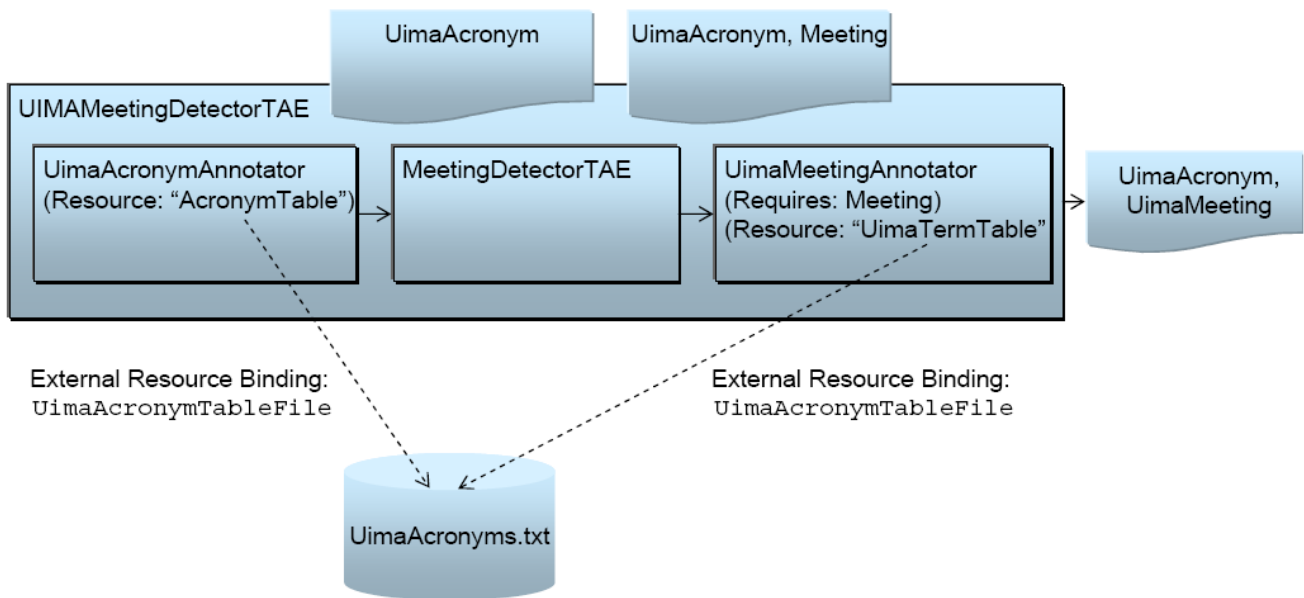 UimaAcronym
UimaAcronym, Meeting
UIMAMeetingDetectorTAE
UimaAcronymAnnotator
(Resource: “AcronymTable”)
MeetingDetectorTAE
UimaMeetingAnnotator
(Requires: Meeting)
(Resource: “UimaTermTable”
UimaAcronym,
UimaMeeting
External Resource Binding:
UimaAcronymTableFile
External Resource Binding:
UimaAcronymTableFile
UimaAcronyms.txt